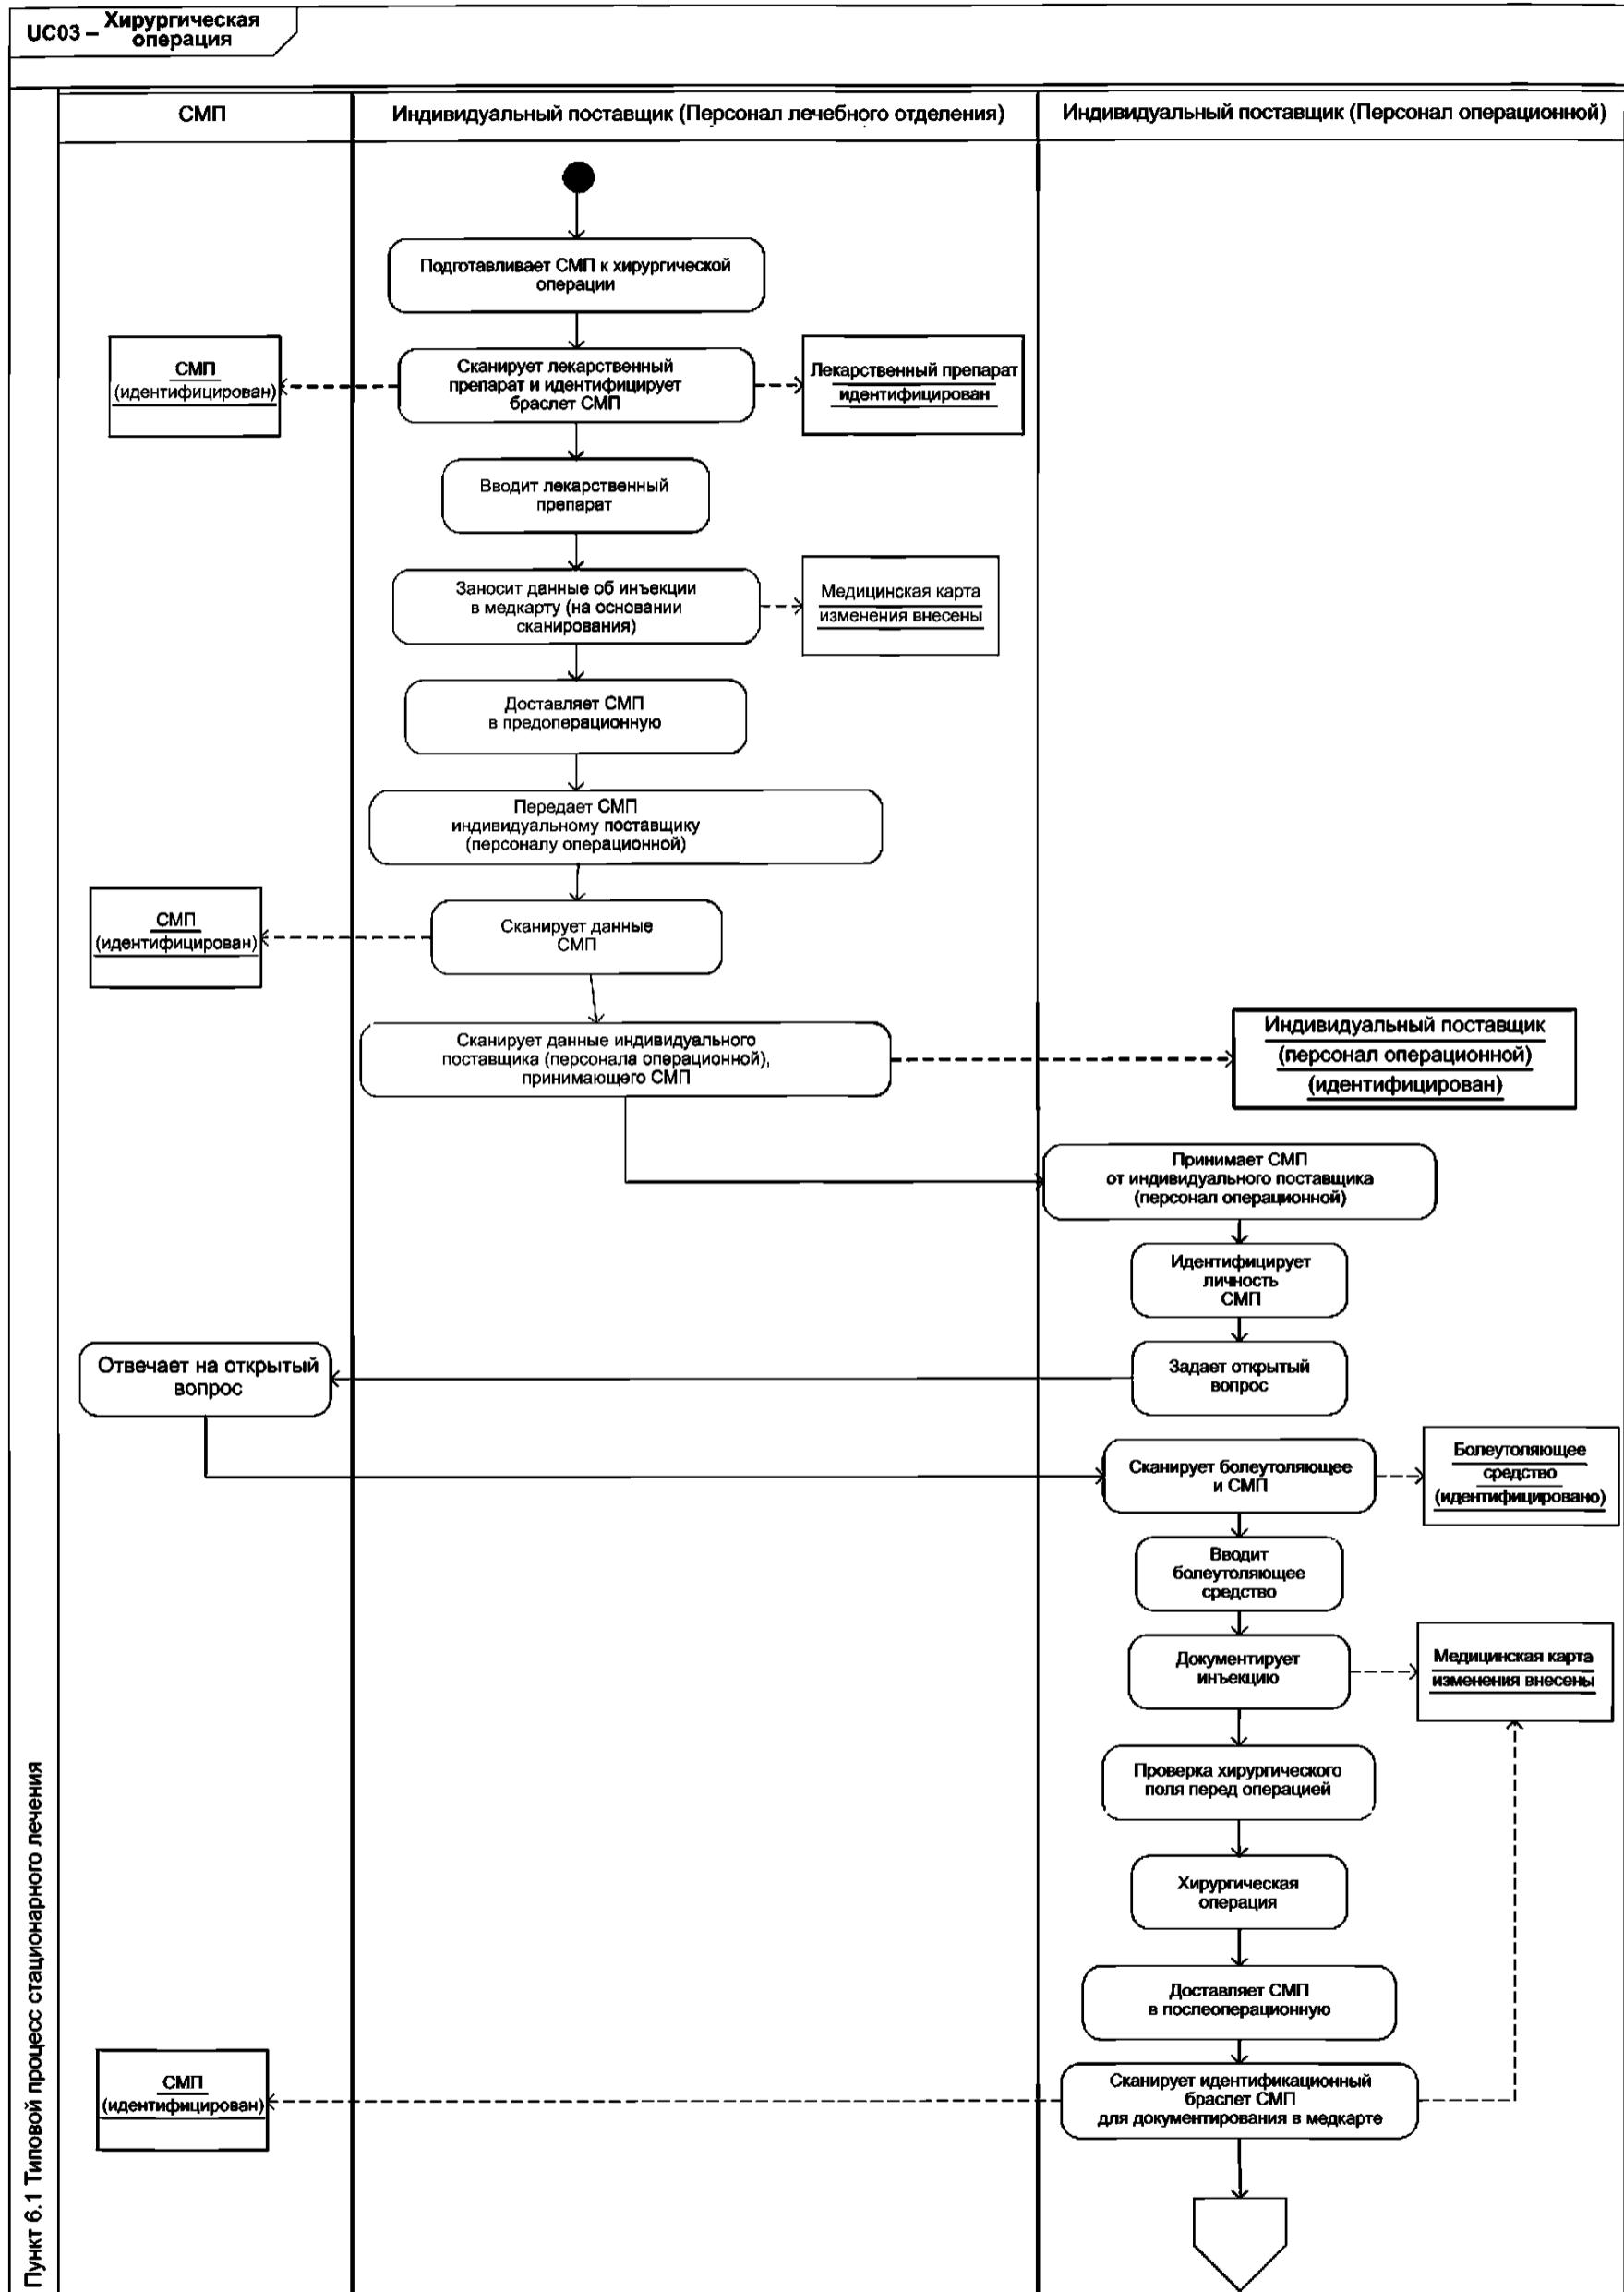 UC03 – Хирургическая
операция
СМП
Индивидуальный поставщик (Персонал лечебного отделения)
Индивидуальный поставщик (Персонал операционной)
Подготавливает СМП к хирургической
операции
СМП
(идентифицирован)
Сканирует лекарственный
препарат и идентифицирует
браслет СМП
Лекарственный препарат
идентифицирован
Вводит лекарственный
препарат
Заносит данные об инъекции
в медкарту (на основании
сканирования)
Медицинская карта
изменения внесены
Доставляет СМП
в предоперационную
Передает СМП
индивидуальному поставщику
(персоналу операционной)
СМП
(идентифицирован)
Сканирует данные
СМП
Сканирует данные индивидуального
поставщика (персонала операционной),
принимающего СМП
Индивидуальный поставщик
(персонал операционной)
(идентифицирован)
Принимает СМП
от индивидуального поставщика
(персонал операционной)
Идентифицирует
личность
СМП
Отвечает на открытый
вопрос
Задает открытый
вопрос
Сканирует болеутоляющее
и СМП
Болеутоляющее
средство
(идентифицировано)
Вводит
болеутоляющее
средство
Документирует
инъекцию
Медицинская карта
изменения внесены
Проверка хирургического
поля перед операцией
Хирургическая
операция
Доставляет СМП
в послеоперационную
СМП
(идентифицирован)
Сканирует идентификационный
браслет СМП
для документирования в медкарте
Пункт 6.1 Типовой процесс стационарного лечения